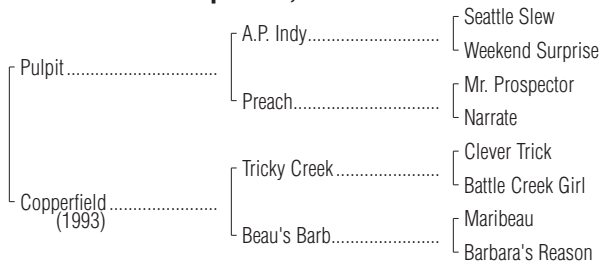 Seattle Slew
A.P. Indy
Weekend Surprise
Pulpit
Mr. Prospector
Preach
Narrate
Clever Trick
Tricky Creek
Battle Creek Girl
Copperfield
(1993)
Maribeau
Beau's Barb
Barbara's Reason